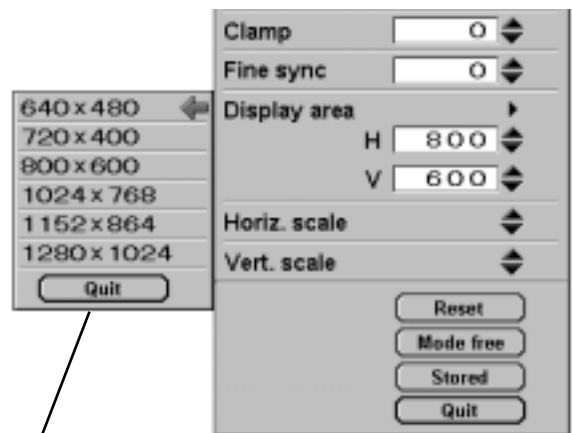 640 x 480
720 x 400
800 x 600
1024 x 768
1152 x 864
1280 x 1024
Quit
Clamp 0
Fine sync 0
Display area
H 800
V 600
Horiz. scale
Vert. scale
Reset
Mode free
Stored
Quit